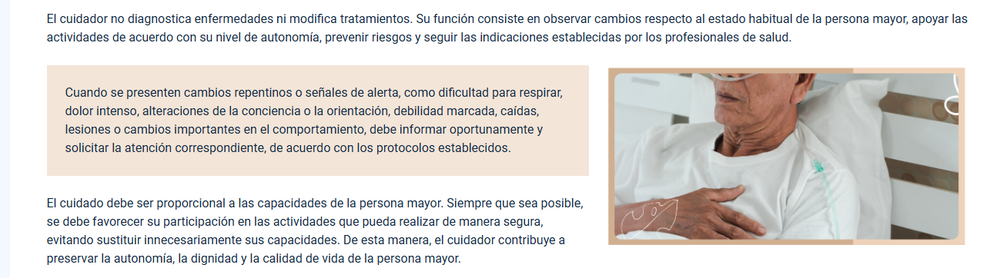 El cuidador no diagnostica enfermedades ni modifica tratamientos. Su función consiste en observar cambios respecto al estado habitual de la persona mayor, apoyar las
actividades de acuerdo con su nivel de autonomía, prevenir riesgos y seguir las indicaciones establecidas por los profesionales de salud.
Cuando se presenten cambios repentinos o señales de alerta, como dificultad para respirar,
dolor intenso, alteraciones de la conciencia o la orientación, debilidad marcada, caídas,
lesiones o cambios importantes en el comportamiento, debe informar oportunamente y
solicitar la atención correspondiente, de acuerdo con los protocolos establecidos.
El cuidado debe ser proporcional a las capacidades de la persona mayor. Siempre que sea posible,
se debe favorecer su participación en las actividades que pueda realizar de manera segura,
evitando sustituir innecesariamente sus capacidades. De esta manera, el cuidador contribuye a
preservar la autonomía, la dignidad y la calidad de vida de la persona mayor.